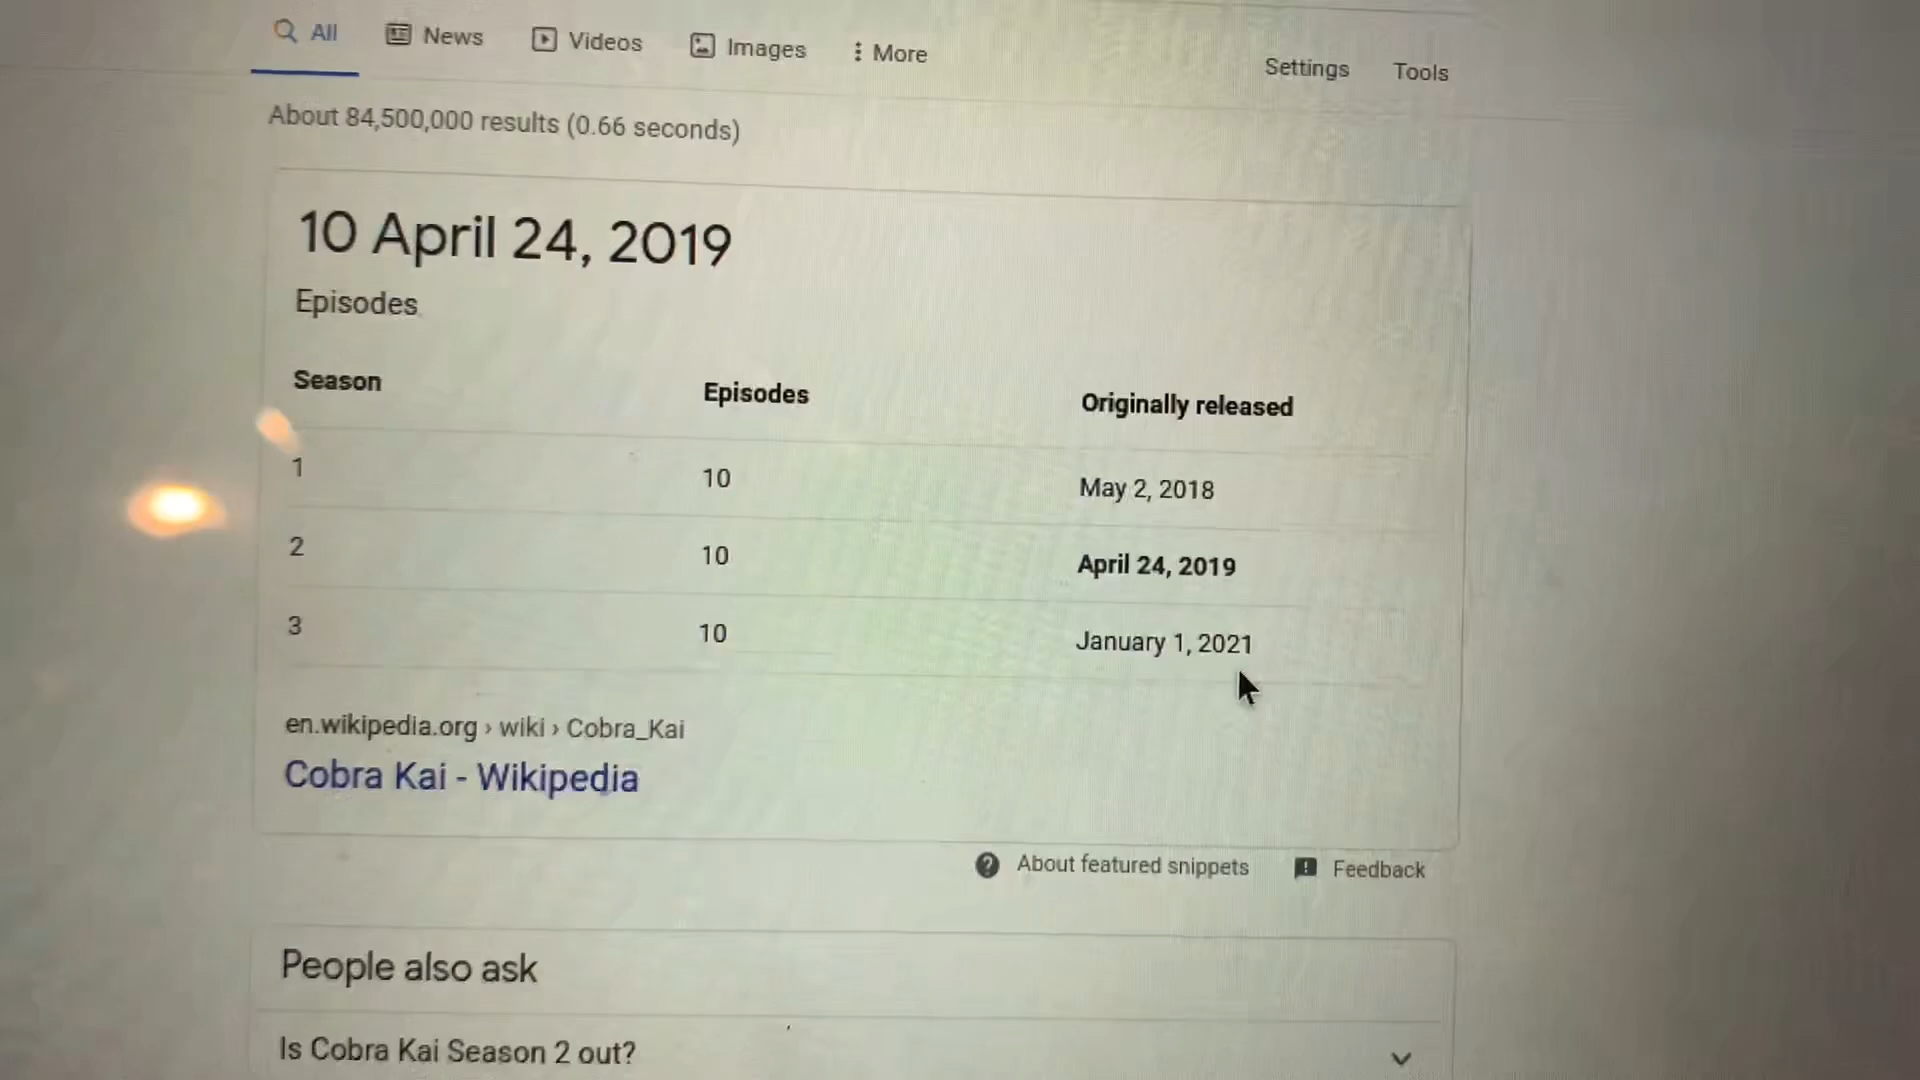 All News Videos Images More Settings Tools
About 84,500,000 results (0.66 seconds)
10 April 24, 2019
Episodes
Season Episodes Originally released
1 10 May 2, 2018
2 10 April 24, 2019
3 10 January 1, 2021
en.wikipedia.org › wiki › Cobra_Kai
Cobra Kai - Wikipedia
About featured snippets Feedback
People also ask
Is Cobra Kai Season 2 out?